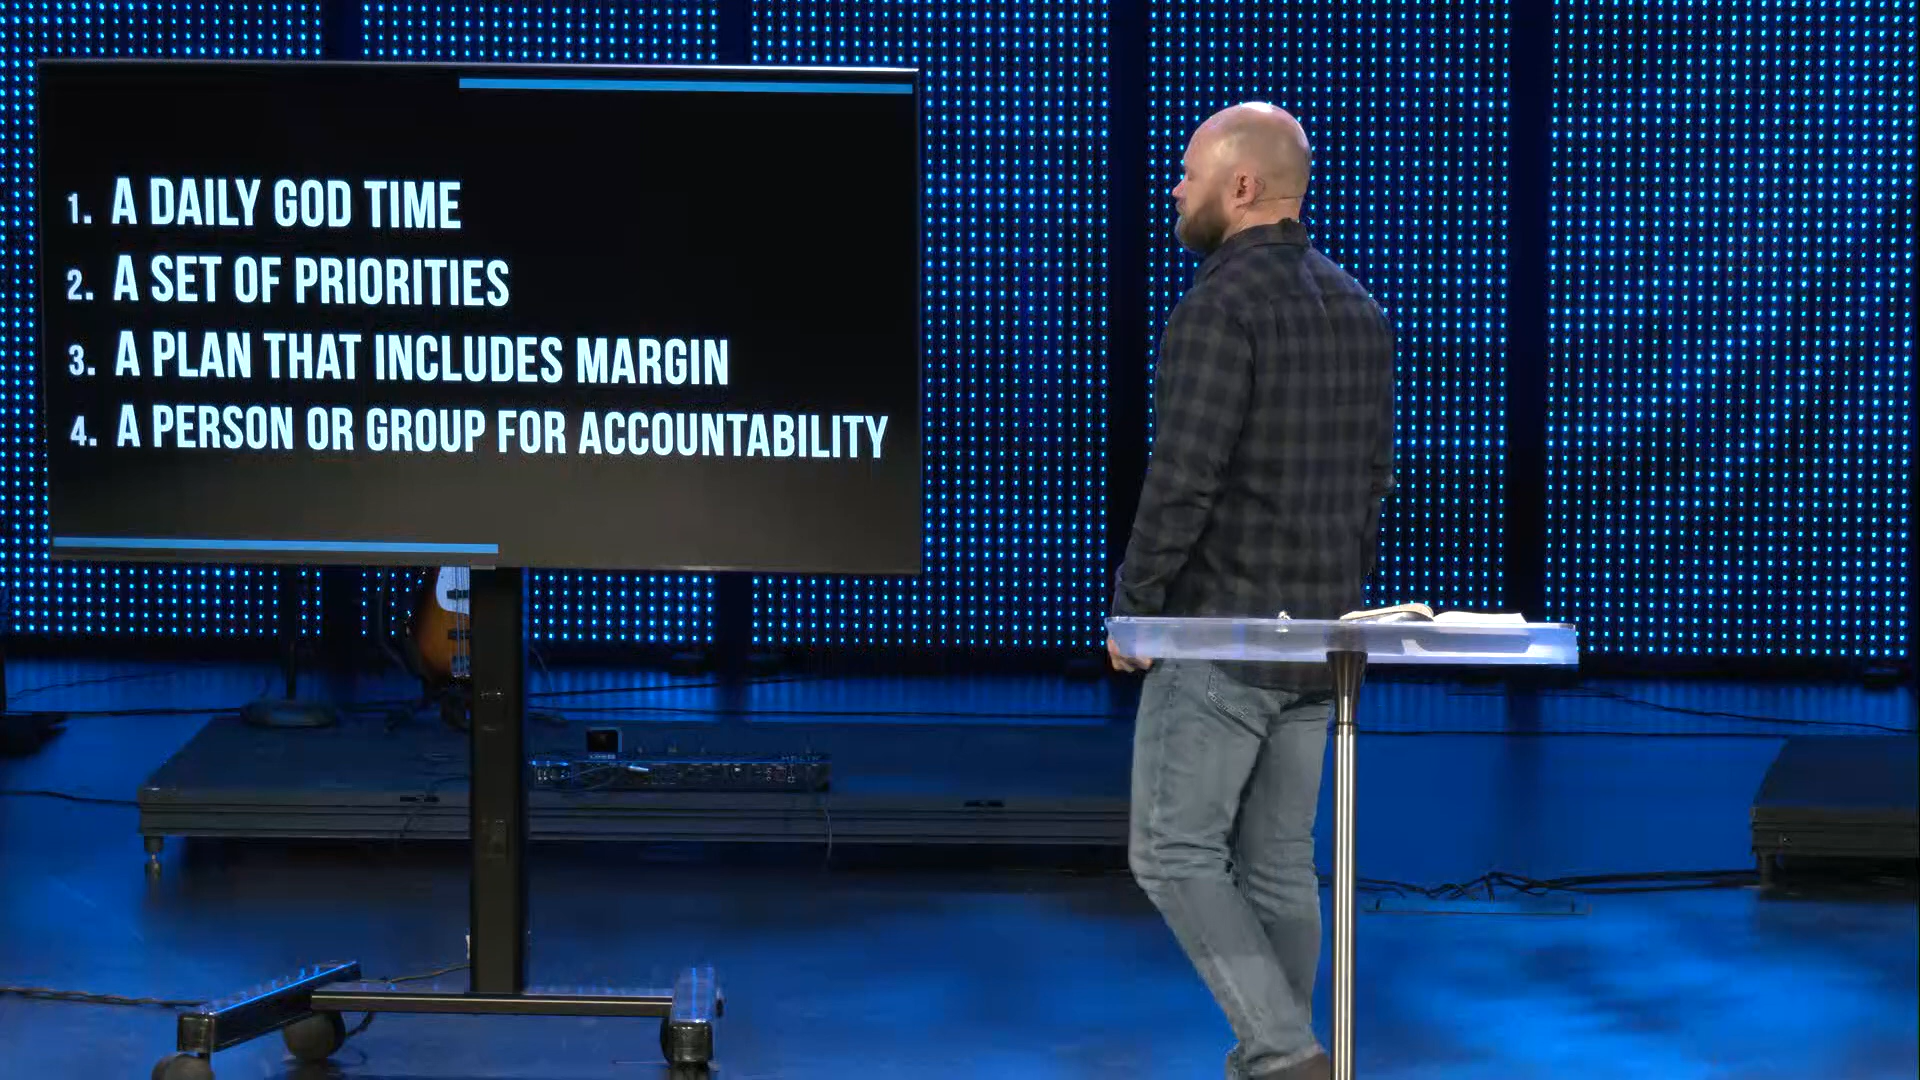 1. A DAILY GOD TIME
2. A SET OF PRIORITIES
3. A PLAN THAT INCLUDES MARGIN
4. A PERSON OR GROUP FOR ACCOUNTABILITY
HELIX